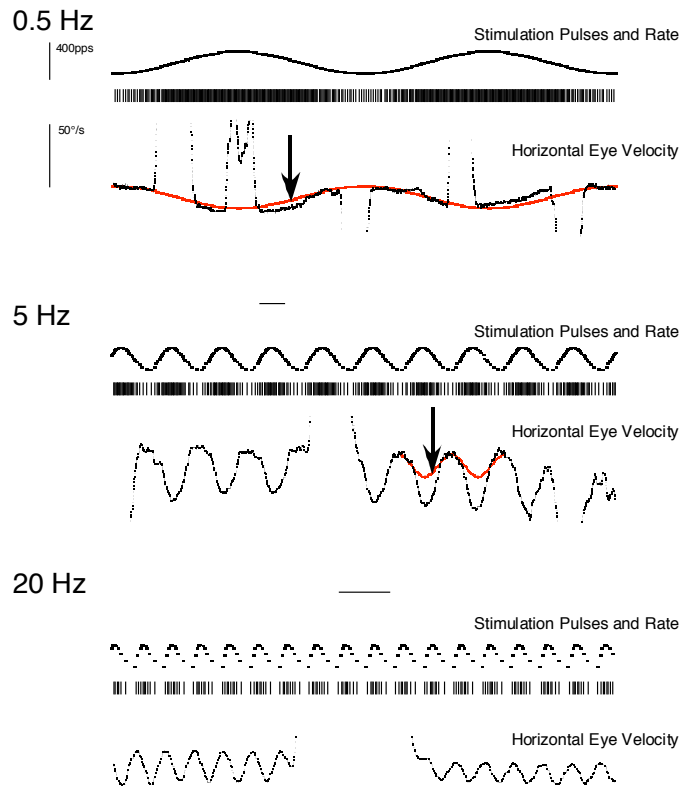 0.5 Hz
Stimulation Pulses and Rate
400pps
50°/s
Horizontal Eye Velocity
5 Hz
Stimulation Pulses and Rate
Horizontal Eye Velocity
20 Hz
Stimulation Pulses and Rate
Horizontal Eye Velocity